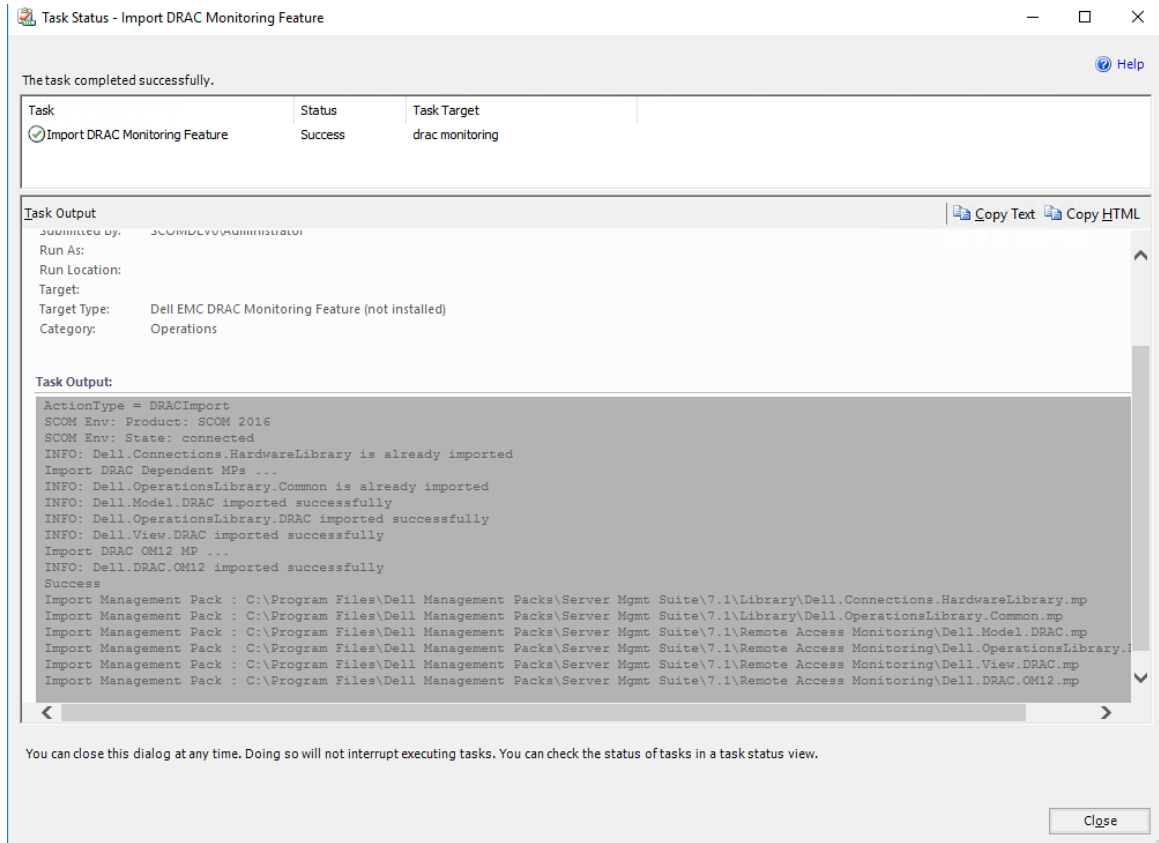 Task Status - Import DRAC Monitoring Feature
Help
The task completed successfully.
Task Status Task Target
Import DRAC Monitoring Feature Success drac monitoring
Task Output Copy Text Copy HTML
Submitted By: SCOMDEV6\Administrator
Run As:
Run Location:
Target:
Target Type: Dell EMC DRAC Monitoring Feature (not installed)
Category: Operations
Task Output:
ActionType = DRACImport
SCOM Env: Product: SCOM 2016
SCOM Env: State: connected
INFO: Dell.Connections.HardwareLibrary is already imported
Import DRAC Dependent MPs ...
INFO: Dell.OperationsLibrary.Common is already imported
INFO: Dell.Model.DRAC imported successfully
INFO: Dell.OperationsLibrary.DRAC imported successfully
INFO: Dell.View.DRAC imported successfully
Import DRAC OM12 MP ...
INFO: Dell.DRAC.OM12 imported successfully
Success
Import Management Pack : C:\Program Files\Dell Management Packs\Server Mgmt Suite\7.1\Library\Dell.Connections.HardwareLibrary.mp
Import Management Pack : C:\Program Files\Dell Management Packs\Server Mgmt Suite\7.1\Library\Dell.OperationsLibrary.Common.mp
Import Management Pack : C:\Program Files\Dell Management Packs\Server Mgmt Suite\7.1\Remote Access Monitoring\Dell.Model.DRAC.mp
Import Management Pack : C:\Program Files\Dell Management Packs\Server Mgmt Suite\7.1\Remote Access Monitoring\Dell.OperationsLibrary.
Import Management Pack : C:\Program Files\Dell Management Packs\Server Mgmt Suite\7.1\Remote Access Monitoring\Dell.View.DRAC.mp
Import Management Pack : C:\Program Files\Dell Management Packs\Server Mgmt Suite\7.1\Remote Access Monitoring\Dell.DRAC.OM12.mp
You can close this dialog at any time. Doing so will not interrupt executing tasks. You can check the status of tasks in a task status view.
Close